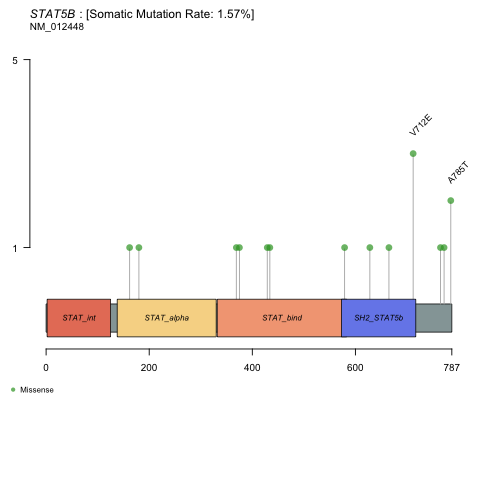 STAT5B : [Somatic Mutation Rate: 1.57%]
NM_012448
5
V712E
A785T
1
STAT_int STAT_alpha STAT_bind SH2_STAT5b
0 200 400 600 787
Missense